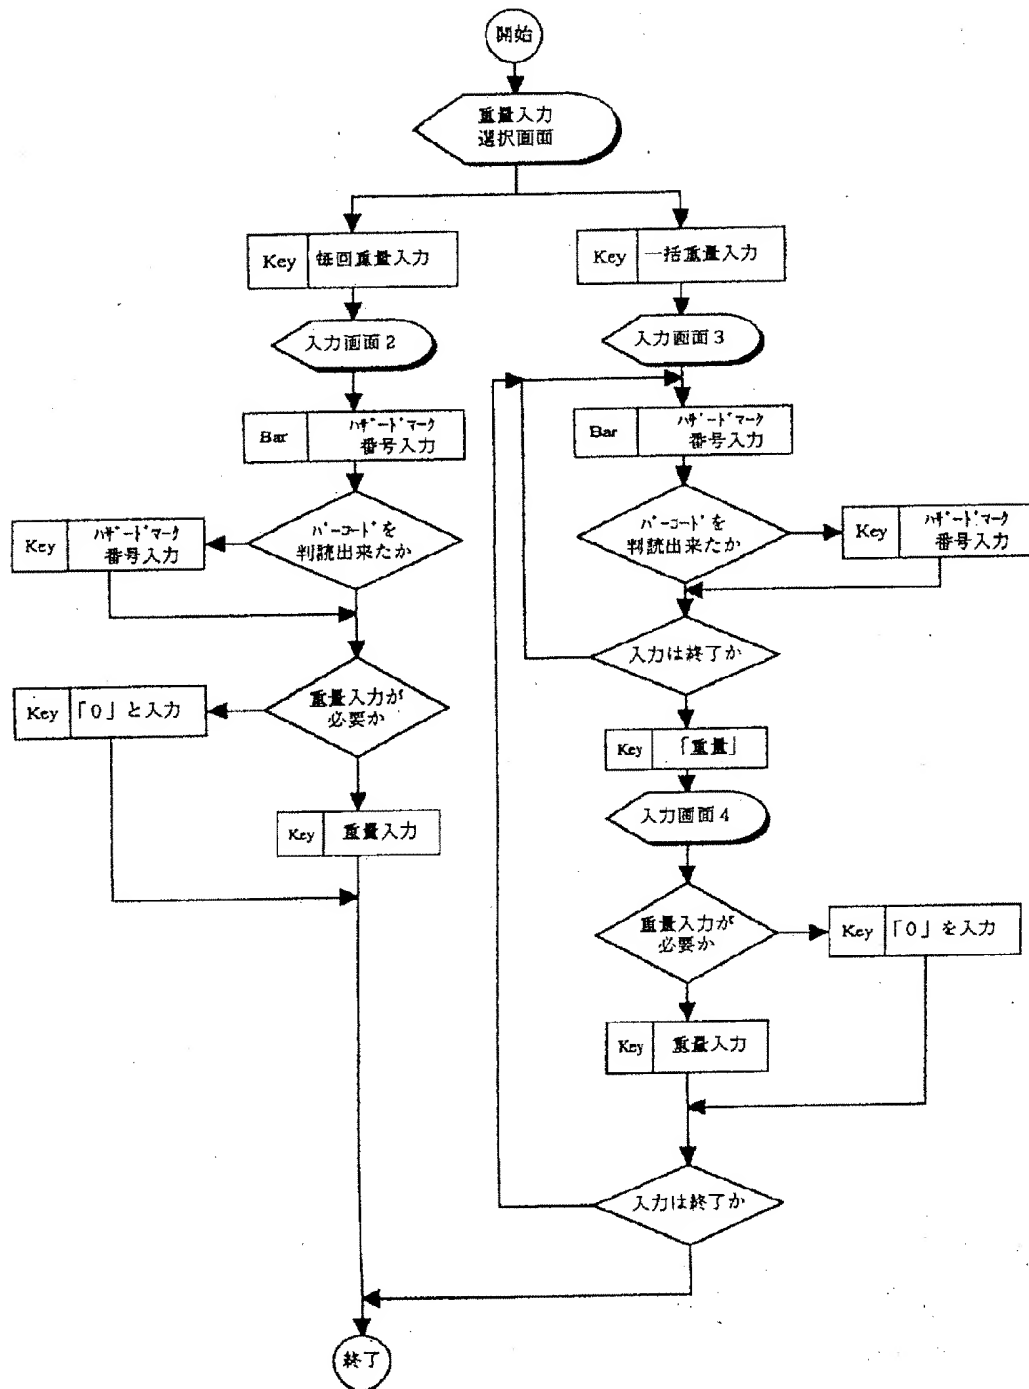 開始
重量入力
選択画面
Key 毎回重量入力
入力画面2
Bar ハザードマーク
番号入力
バーコードを
判読出来たか
Key ハザードマーク
番号入力
重量入力が
必要か
Key 「0」と入力
Key 重量入力
Key 一括重量入力
入力画面3
Bar ハザードマーク
番号入力
バーコードを
判読出来たか
Key ハザードマーク
番号入力
入力は終了か
Key 「重量」
入力画面4
重量入力が
必要か
Key 「0」を入力
Key 重量入力
入力は終了か
終了